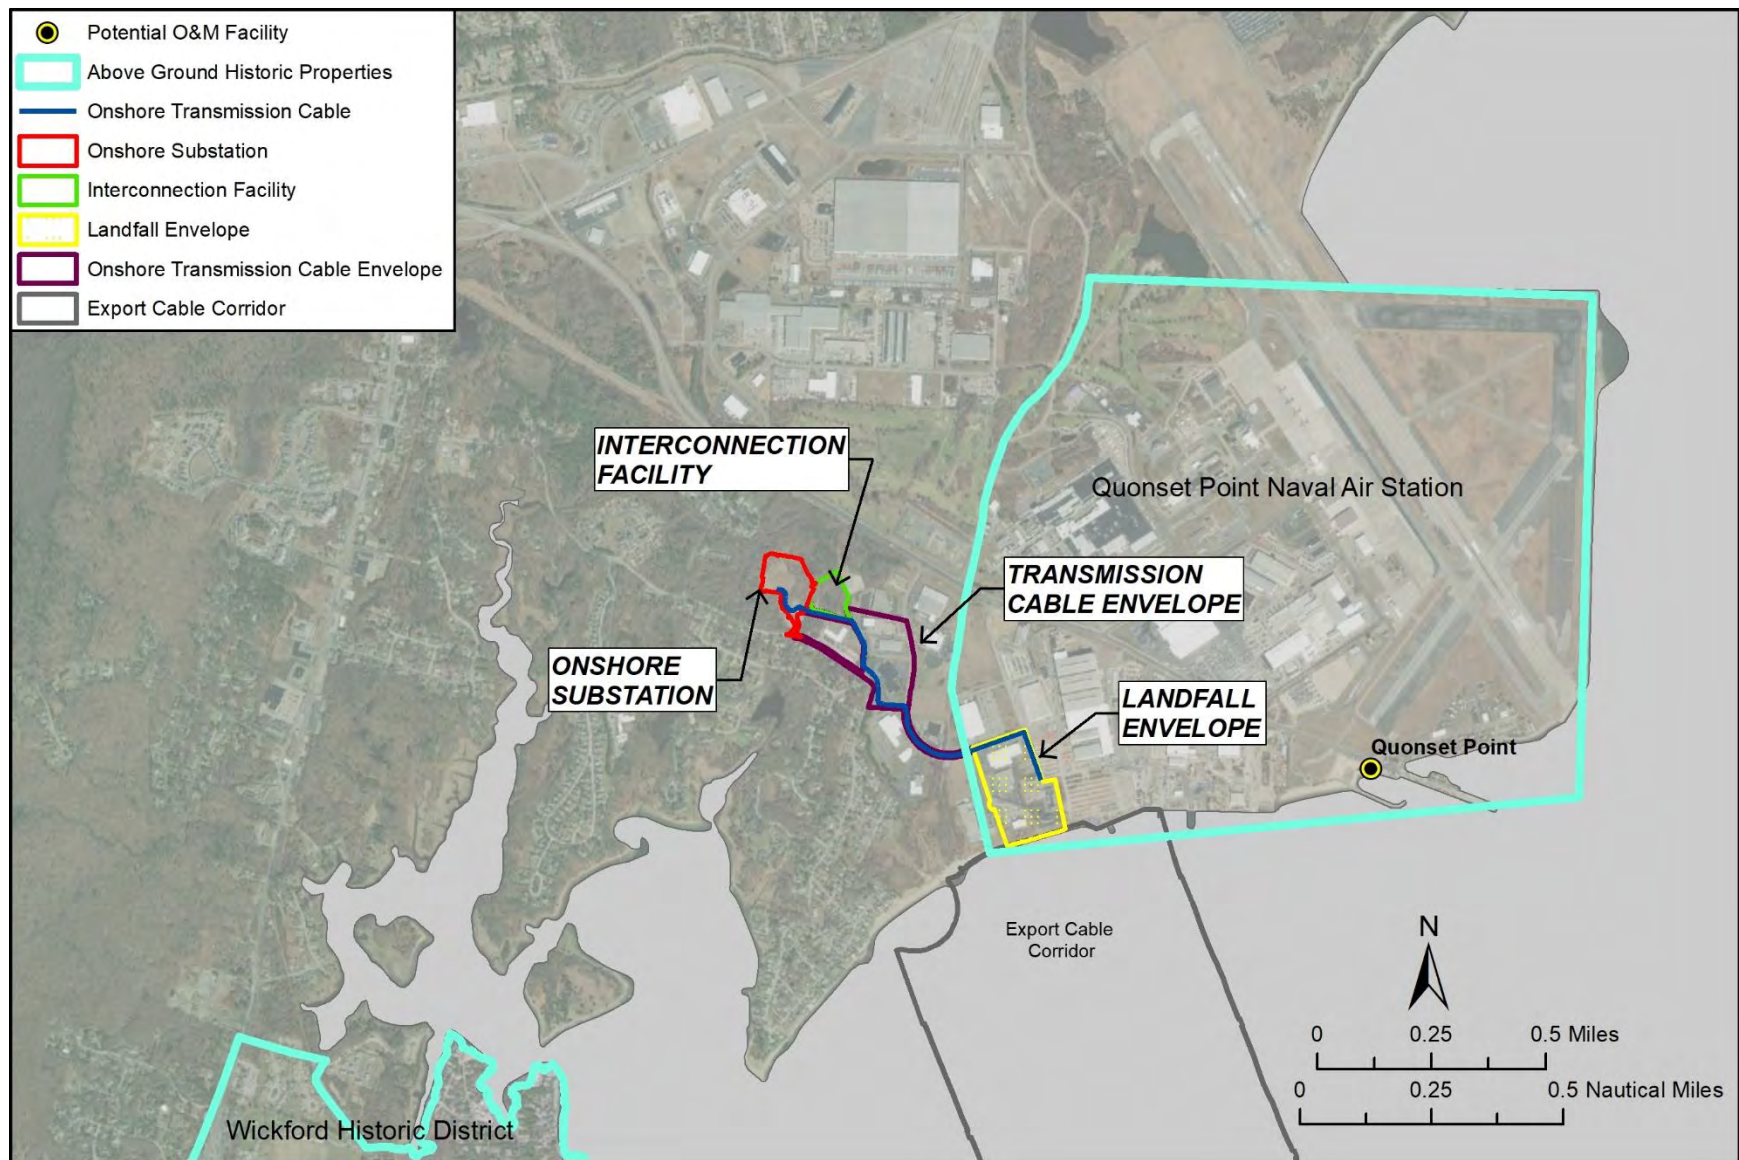 Potential O&M Facility
Above Ground Historic Properties
Onshore Transmission Cable
Onshore Substation
Interconnection Facility
Landfall Envelope
Onshore Transmission Cable Envelope
Export Cable Corridor
INTERCONNECTION
FACILITY
Quonset Point Naval Air Station
TRANSMISSION
CABLE ENVELOPE
ONSHORE
SUBSTATION
LANDFALL
ENVELOPE
Quonset Point
Export Cable
Corridor
N
0 0.25 0.5 Miles
0 0.25 0.5 Nautical Miles
Wickford Historic District